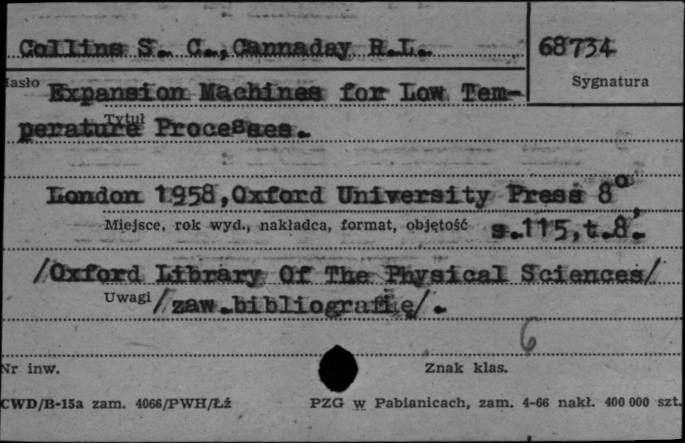 Collins S. C., Cannaday R.L. 68734
Hasło Sygnatura
Expansion Machines for Low Tem-
Tytuł
perature Processes.
London 1958,Oxford University Press 8°,
Miejsce, rok wyd., nakładca, format, objętość s.115,t.8.
/Oxford Library Of The Physical Sciences/
Uwagi /zaw.bibliografię/.
6
Nr inw. Znak klas.
CWD/B-15a zam. 4066/PWH/Łź PZG w Pabianicach, zam. 4-66 nakł. 400 000 szt.